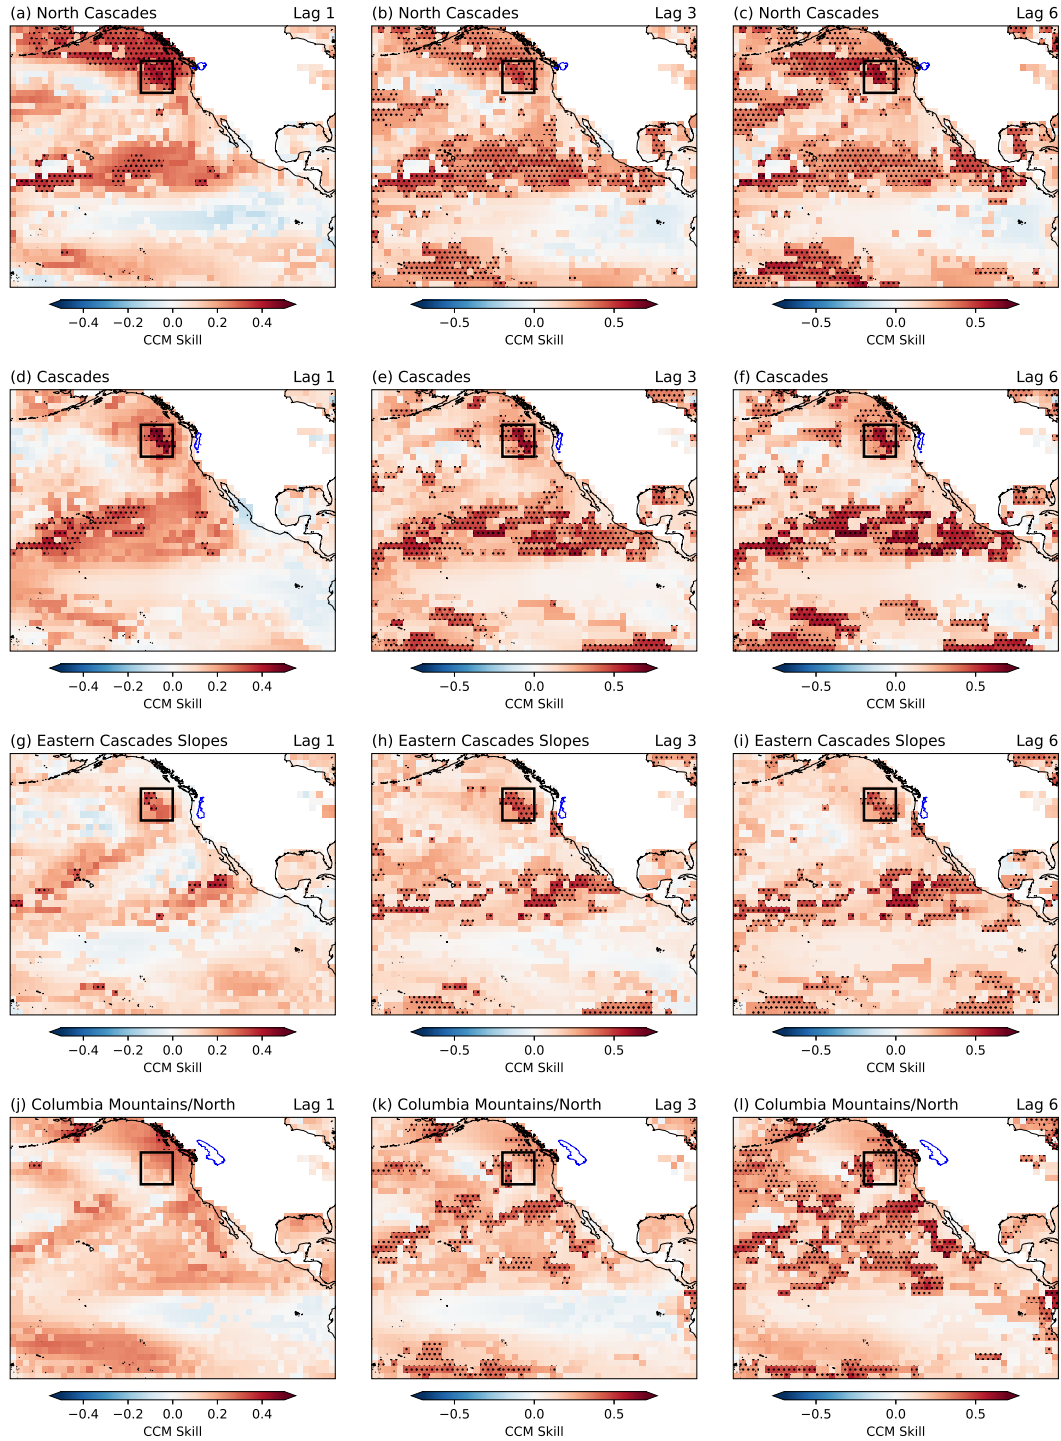 (a) North Cascades Lag 1
(b) North Cascades Lag 3
(c) North Cascades Lag 6
−0.4 −0.2 0.0 0.2 0.4
CCM Skill
−0.5 0.0 0.5
CCM Skill
−0.5 0.0 0.5
CCM Skill
(d) Cascades Lag 1
(e) Cascades Lag 3
(f) Cascades Lag 6
−0.4 −0.2 0.0 0.2 0.4
CCM Skill
−0.5 0.0 0.5
CCM Skill
−0.5 0.0 0.5
CCM Skill
(g) Eastern Cascades Slopes Lag 1
(h) Eastern Cascades Slopes Lag 3
(i) Eastern Cascades Slopes Lag 6
−0.4 −0.2 0.0 0.2 0.4
CCM Skill
−0.5 0.0 0.5
CCM Skill
−0.5 0.0 0.5
CCM Skill
(j) Columbia Mountains/North Lag 1
(k) Columbia Mountains/North Lag 3
(l) Columbia Mountains/North Lag 6
−0.4 −0.2 0.0 0.2 0.4
CCM Skill
−0.5 0.0 0.5
CCM Skill
−0.5 0.0 0.5
CCM Skill